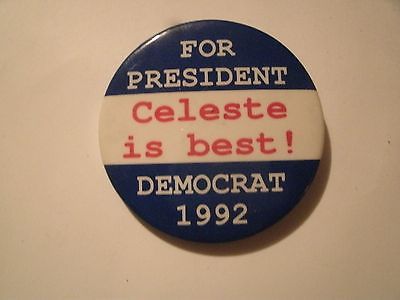 FOR
PRESIDENT
Celeste
is best!
DEMOCRAT
1992